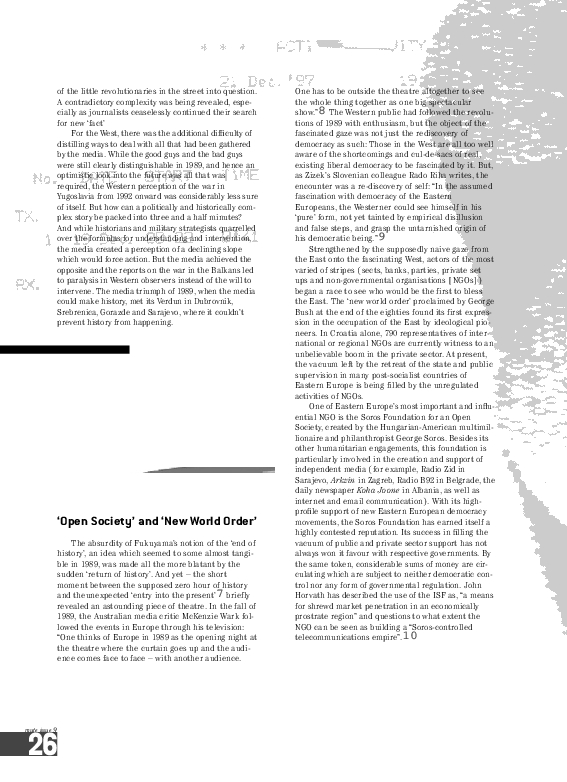 * * * ACTI VITY
2. Dec. '97 19
of the little revolutionaries in the street into question.
A contradictory complexity was being revealed, espe-
cially as journalists ceaselessly continued their search
for new ‘fact’
For the West, there was the additional difficulty of
distilling ways to deal with all that had been gathered
by the media. While the good guys and the bad guys
were still clearly distinguishable in 1989, and hence an
optimistic look into the future was all that was
required, the Western perception of the war in
Yugoslavia from 1992 onward was considerably less sure
of itself. But how can a politically and historically com-
plex story be packed into three and a half minutes?
And while historians and military strategists quarrelled
over the formulas for understanding and intervention,
the media created a perception of a declining slope
which would force action. But the media achieved the
opposite and the reports on the war in the Balkans led
to paralysis in Western observers instead of the will to
intervene. The media triumph of 1989, when the media
could make history, met its Verdun in Dubrovnik,
Srebrenica, Gorazde and Sarajevo, where it couldn't
prevent history from happening.
No.
TX.
RX.
‘Open Society’ and ‘New World Order’
The absurdity of Fukuyama's notion of the ‘end of
history’, an idea which seemed to some almost tangi-
ble in 1989, was made all the more blatant by the
sudden ‘return of history’. And yet – the short
moment between the supposed zero hour of history
and the unexpected ‘entry into the present’7 briefly
revealed an astounding piece of theatre. In the fall of
1989, the Australian media critic McKenzie Wark fol-
lowed the events in Europe through his television:
“One thinks of Europe in 1989 as the opening night at
the theatre where the curtain goes up and the audi-
ence comes face to face – with another audience.
One has to be outside the theatre altogether to see
the whole thing together as one big spectacular
show.”8 The Western public had followed the revolu-
tions of 1989 with enthusiasm, but the object of the
fascinated gaze was not just the rediscovery of
democracy as such: Those in the West are all too well
aware of the shortcomings and cul-de-sacs of real,
existing liberal democracy to be fascinated by it. But,
as Zizek's Slovenian colleague Rado Riha writes, the
encounter was a re-discovery of self: “In the assumed
fascination with democracy of the Eastern
Europeans, the Westerner could see himself in his
‘pure’ form, not yet tainted by empirical disillusion
and false steps, and grasp the untarnished origin of
his democratic being.”9
Strengthened by the supposedly naive gaze from
the East onto the fascinating West, actors of the most
varied of stripes (sects, banks, parties, private set
ups and non-governmental organisations [NGOs])
began a race to see who would be the first to bless
the East. The ‘new world order’ proclaimed by George
Bush at the end of the eighties found its first expres-
sion in the occupation of the East by ideological pio-
neers. In Croatia alone, 790 representatives of inter-
national or regional NGOs are currently witness to an
unbelievable boom in the private sector. At present,
the vacuum left by the retreat of the state and public
supervision in many post-socialist countries of
Eastern Europe is being filled by the unregulated
activities of NGOs.
One of Eastern Europe's most important and influ-
ential NGO is the Soros Foundation for an Open
Society, created by the Hungarian-American multimil-
lionaire and philanthropist George Soros. Besides its
other humanitarian engagements, this foundation is
particularly involved in the creation and support of
independent media (for example, Radio Zid in
Sarajevo, Arkzin in Zagreb, Radio B92 in Belgrade, the
daily newspaper Koha Joone in Albania, as well as
internet and email communication). With its high-
profile support of new Eastern European democracy
movements, the Soros Foundation has earned itself a
highly contested reputation. Its success in filling the
vacuum of public and private sector support has not
always won it favour with respective governments. By
the same token, considerable sums of money are cir-
culating which are subject to neither democratic con-
trol nor any form of governmental regulation. John
Horvath has described the use of the ISF as, “a means
for shrewd market penetration in an economically
prostrate region” and questions to what extent the
NGO can be seen as building a “Soros-controlled
telecommunications empire”.10
26